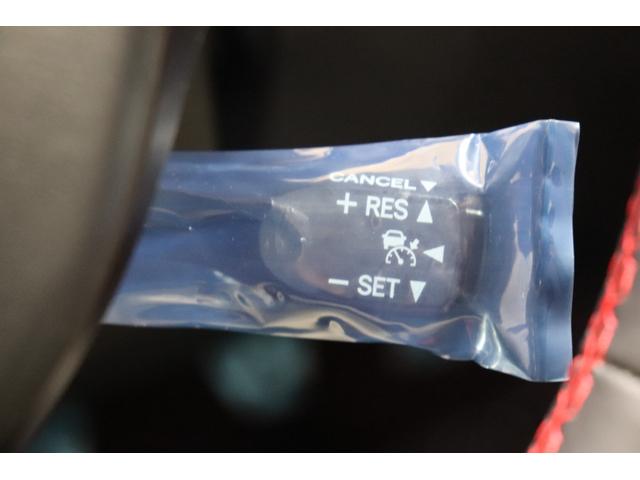 CANCEL ▼
+ RES ▲
◀
− SET ▼